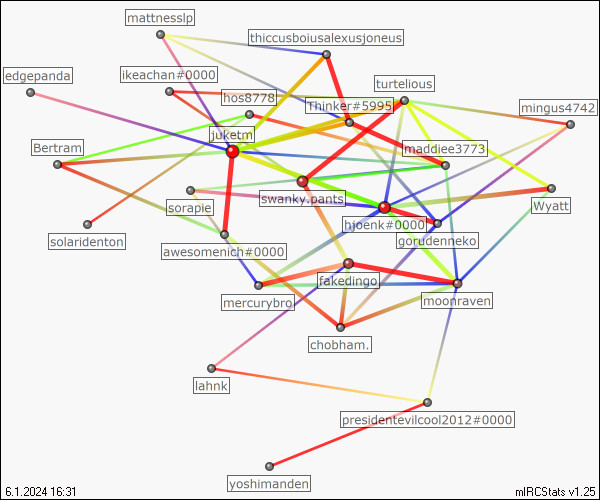 mattnesslp
thiccusboiusalexusjoneus
edgepanda
ikeachan#0000
turtelious
hos8778
Thinker#5995
mingus4742
juketm
Bertram
maddiee3773
swanky.pants
sorapie
Wyatt
hjoenk#0000
solaridenton
gorudenneko
awesomenich#0000
fakedingo
mercurybro
moonraven
chobham.
lahnk
presidentevilcool2012#0000
yoshimanden
6.1.2024 16:31
mIRCStats v1.25